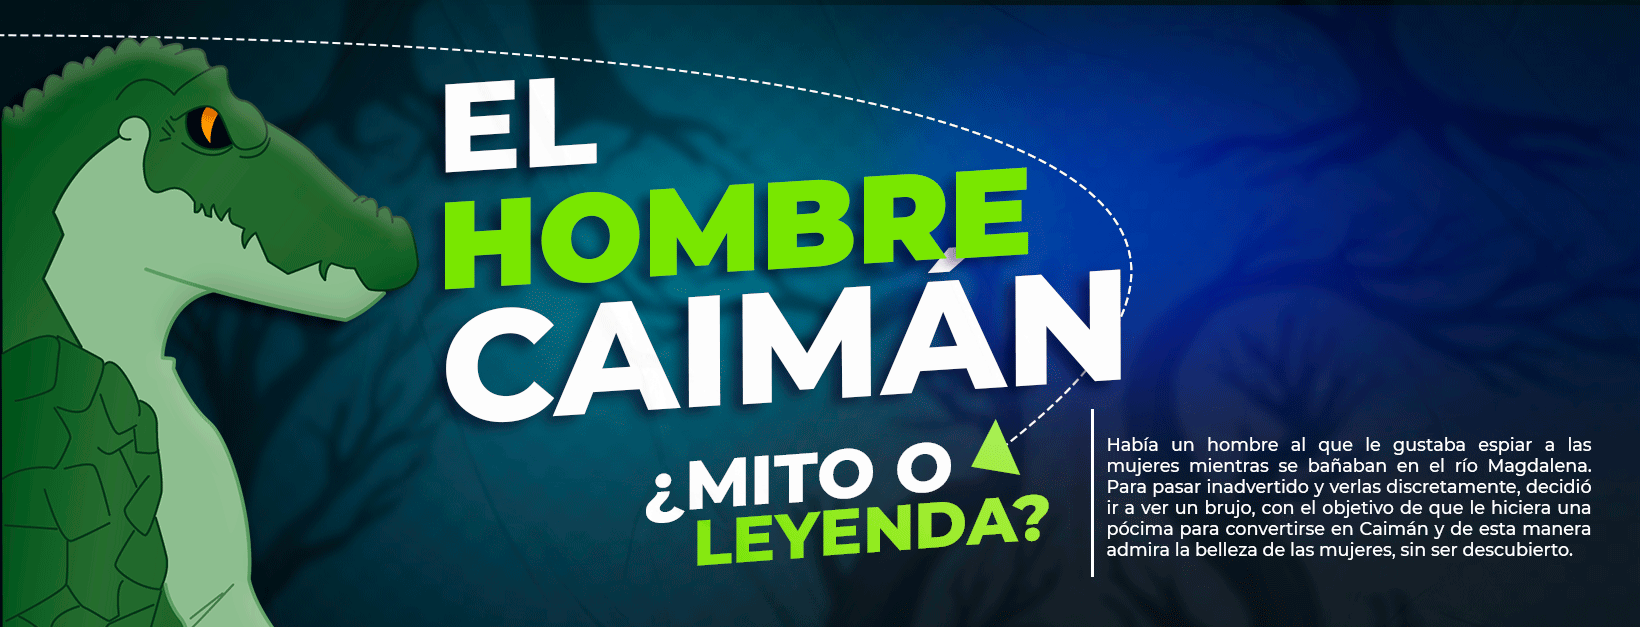 EL
HOMBRE
CAIMÁN
¿MITO O
LEYENDA?
Había un hombre al que le gustaba espiar a las
mujeres mientras se bañaban en el río Magdalena.
Para pasar inadvertido y verlas discretamente, decidió
ir a ver un brujo, con el objetivo de que le hiciera una
pócima para convertirse en Caimán y de esta manera
admira la belleza de las mujeres, sin ser descubierto.